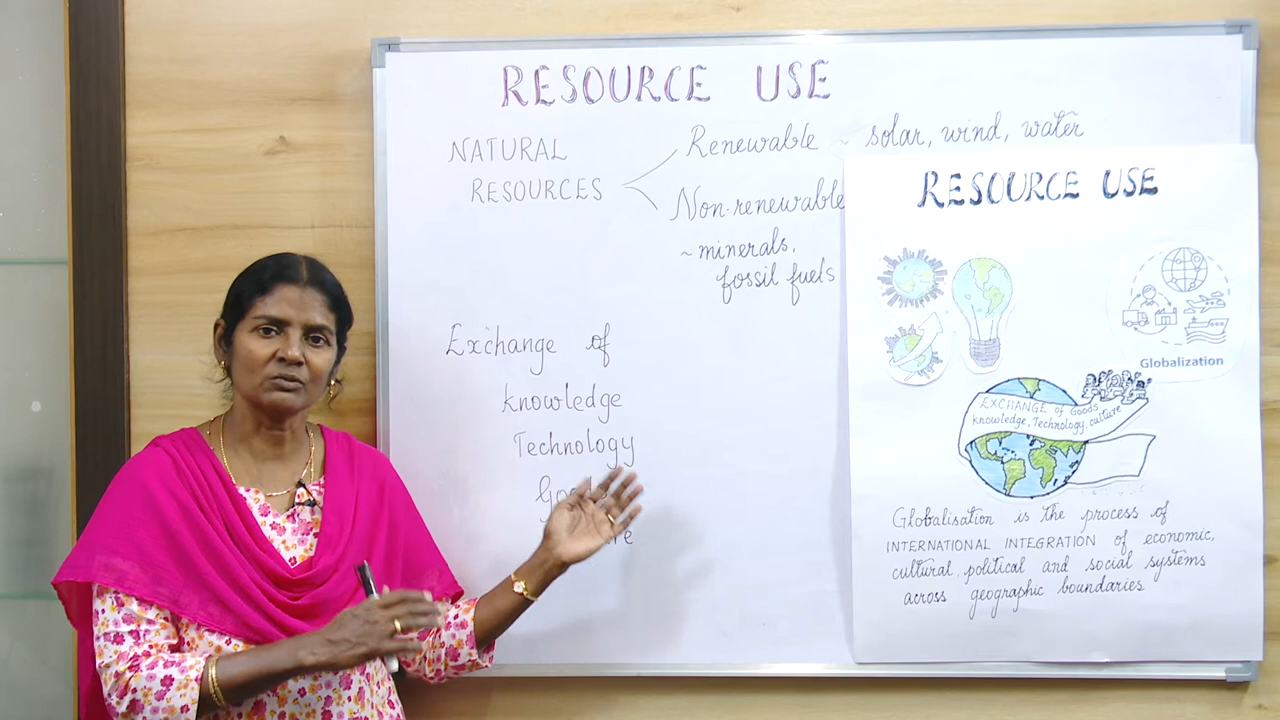 RESOURCE USE
NATURAL
RESOURCES
Renewable ~ solar, wind, water
Non-renewable
~ minerals,
fossil fuels
Exchange of
knowledge
Technology
RESOURCE USE
Globalization
EXCHANGE of Goods
knowledge, Technology, culture
Globalisation is the process of
INTERNATIONAL INTEGRATION of economic,
cultural, political and social systems
across geographic boundaries